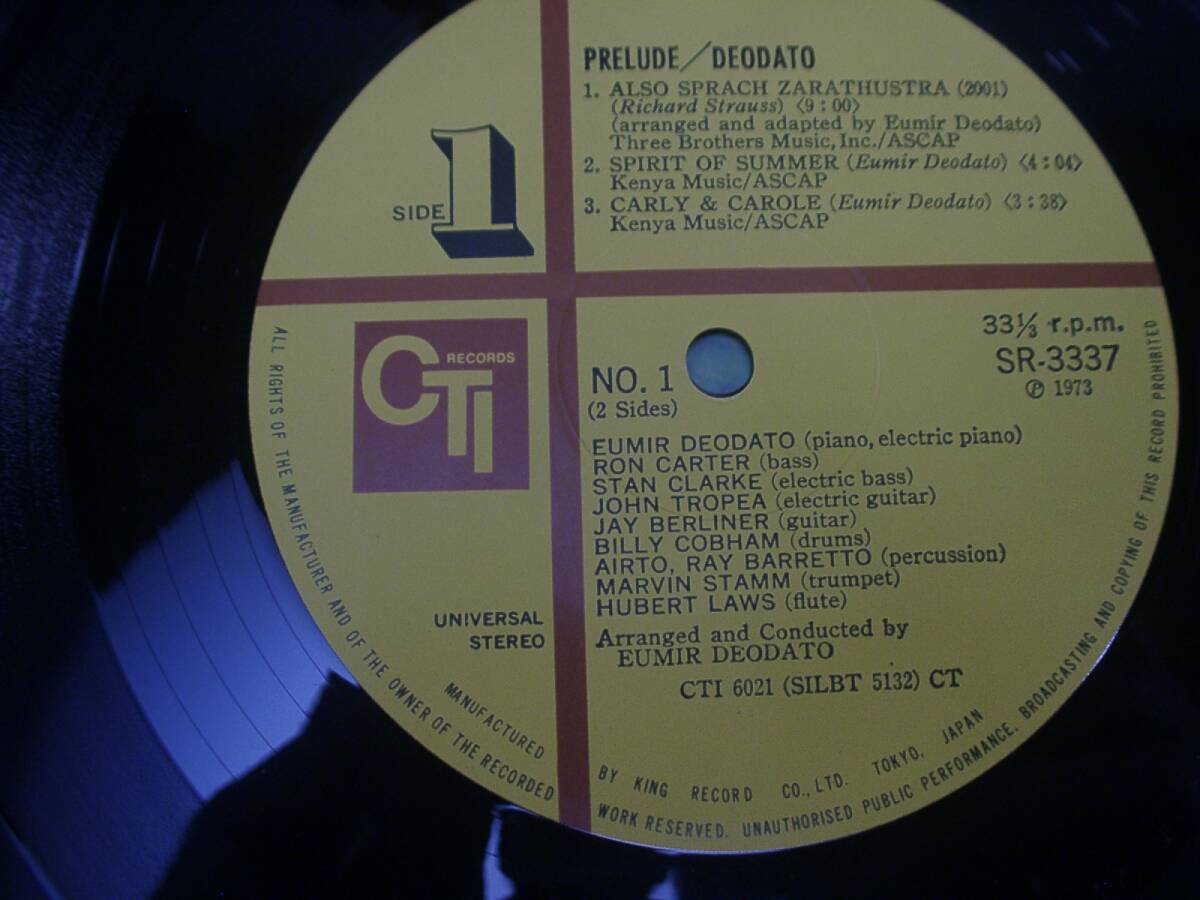 PRELUDE/DEODATO
1. ALSO SPRACH ZARATHUSTRA (2001)
(Richard Strauss) 〈9:00〉
(arranged and adapted by Eumir Deodato)
Three Brothers Music, Inc./ASCAP
2. SPIRIT OF SUMMER (Eumir Deodato) 〈4:04〉
Kenya Music/ASCAP
3. CARLY & CAROLE (Eumir Deodato) 〈3:38〉
Kenya Music/ASCAP
SIDE 1
CTI RECORDS
33⅓ r.p.m.
SR-3337
Ⓟ 1973
NO. 1
(2 Sides)
EUMIR DEODATO (piano, electric piano)
RON CARTER (bass)
STAN CLARKE (electric bass)
JOHN TROPEA (electric guitar)
JAY BERLINER (guitar)
BILLY COBHAM (drums)
AIRTO, RAY BARRETTO (percussion)
MARVIN STAMM (trumpet)
HUBERT LAWS (flute)
Arranged and Conducted by
EUMIR DEODATO
CTI 6021 (SILBT 5132) CT
UNIVERSAL
STEREO
MANUFACTURED BY KING RECORD CO., LTD. TOKYO, JAPAN
ALL RIGHTS OF THE MANUFACTURER AND OF THE OWNER OF THE RECORDED WORK RESERVED. UNAUTHORISED PUBLIC PERFORMANCE, BROADCASTING AND COPYING OF THIS RECORD PROHIBITED